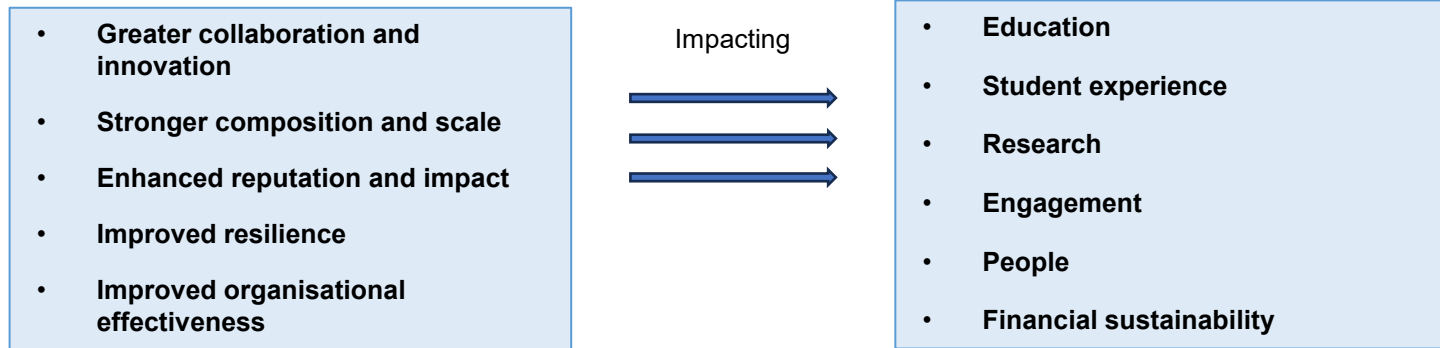 • Greater collaboration and
innovation
• Stronger composition and scale
• Enhanced reputation and impact
• Improved resilience
• Improved organisational
effectiveness
Impacting
• Education
• Student experience
• Research
• Engagement
• People
• Financial sustainability